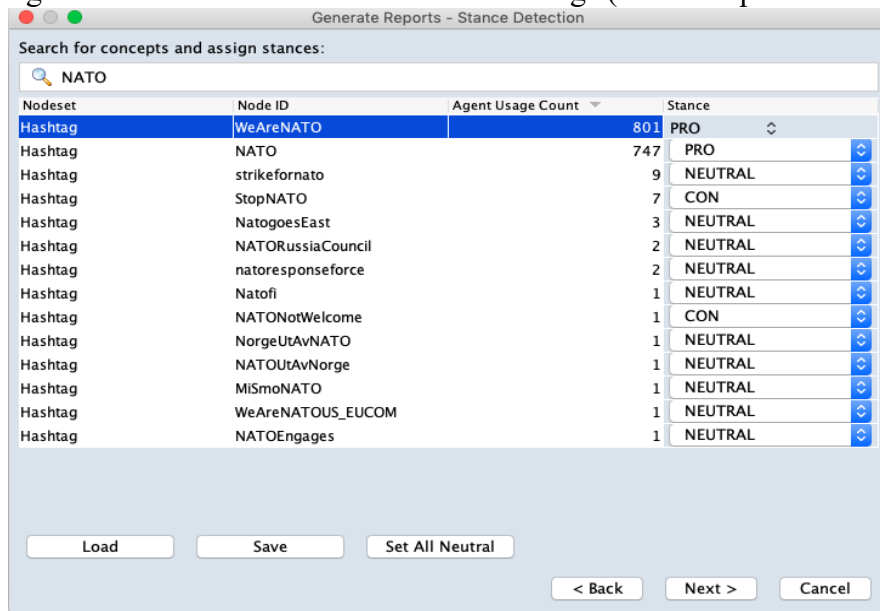 Generate Reports - Stance Detection
Search for concepts and assign stances:
NATO
Nodeset Node ID Agent Usage Count Stance
Hashtag WeAreNATO 801 PRO
Hashtag NATO 747 PRO
Hashtag strikefornato 9 NEUTRAL
Hashtag StopNATO 7 CON
Hashtag NatogoesEast 3 NEUTRAL
Hashtag NATORussiaCouncil 2 NEUTRAL
Hashtag natoresponseforce 2 NEUTRAL
Hashtag Natofi 1 NEUTRAL
Hashtag NATONotWelcome 1 CON
Hashtag NorgeUtAvNATO 1 NEUTRAL
Hashtag NATOUtAvNorge 1 NEUTRAL
Hashtag MiSmoNATO 1 NEUTRAL
Hashtag WeAreNATOUS_EUCOM 1 NEUTRAL
Hashtag NATOEngages 1 NEUTRAL
Load Save Set All Neutral
< Back Next > Cancel